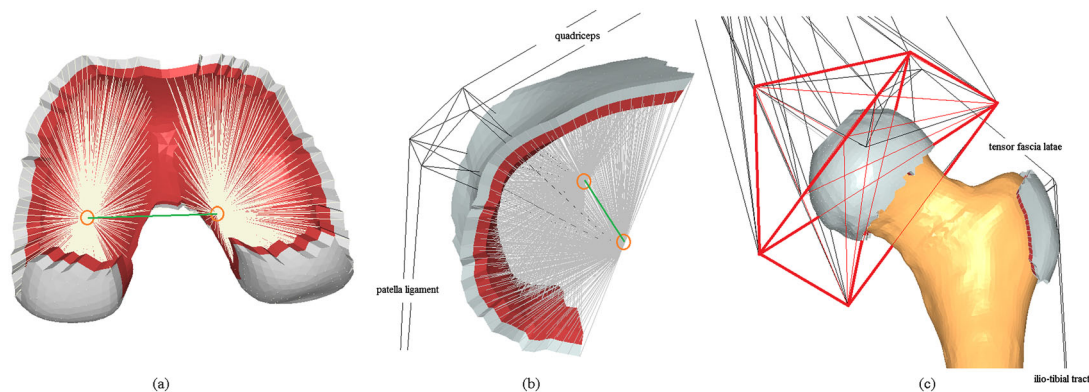 quadriceps
patella ligament
tensor fascia latae
ilio-tibial tract
(a)
(b)
(c)